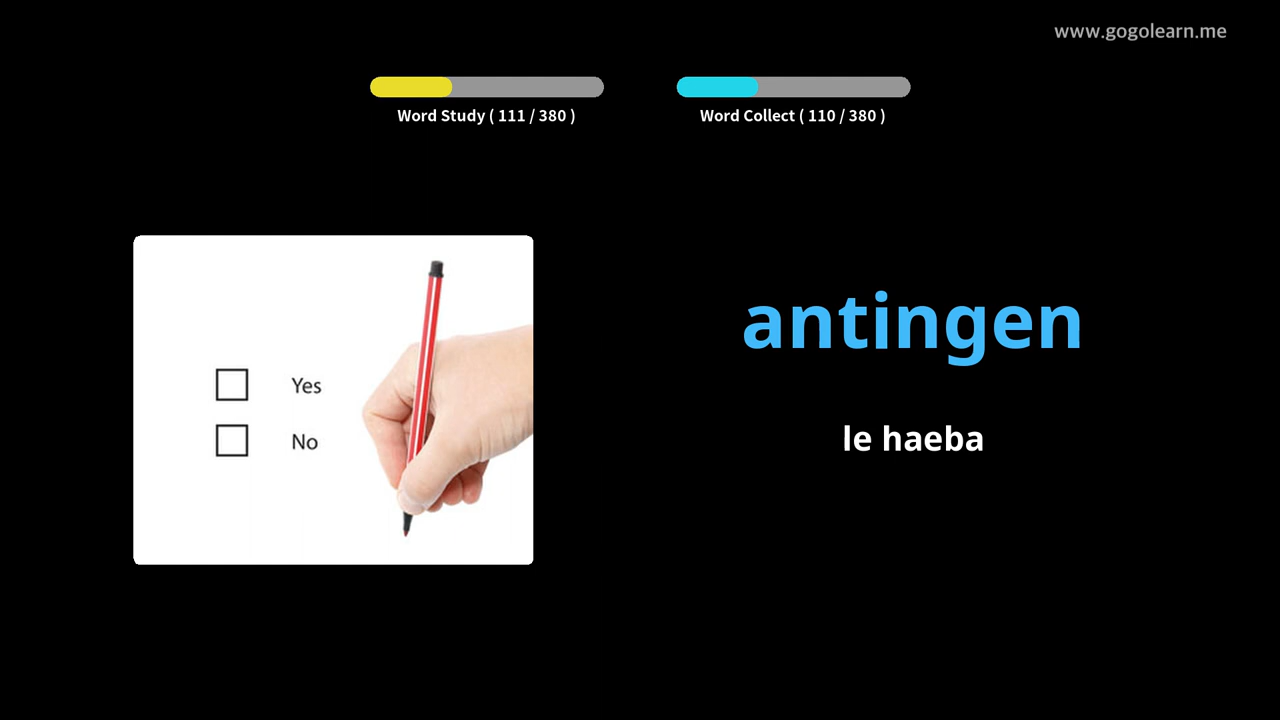 www.gogolearn.me
Word Study ( 111 / 380 )
Word Collect ( 110 / 380 )
Yes
No
antingen
le haeba